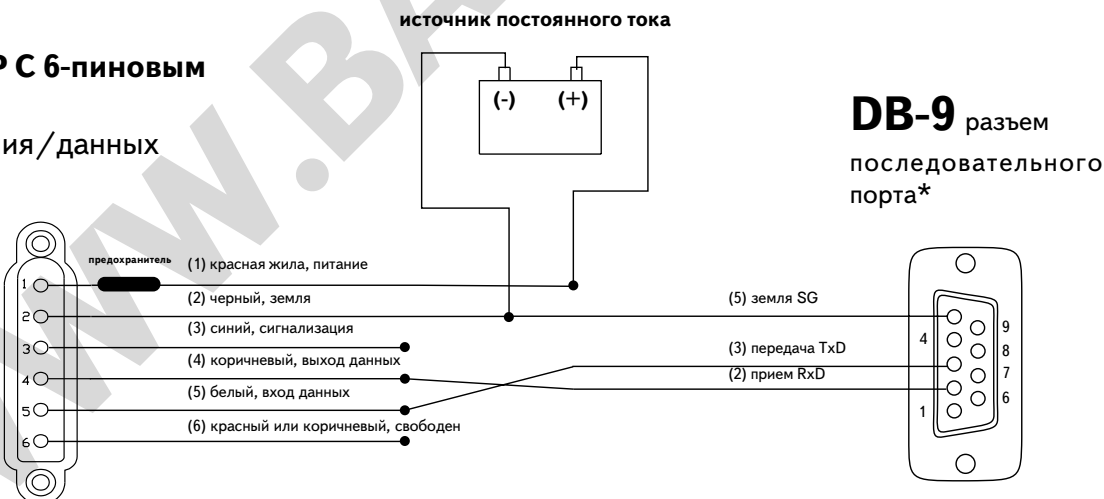 источник постоянного тока
Р С 6-пиновым
ия/данных
(-) (+)
DB-9 разъем
последовательного
порта*
предохранитель
(1) красная жила, питание
(2) черный, земля
(3) синий, сигнализация
(4) коричневый, выход данных
(5) белый, вход данных
(6) красный или коричневый, свободен
1
2
3
4
5
6
(5) земля SG
(3) передача TxD
(2) прием RxD
4
1
9
8
7
6
WWW.BA